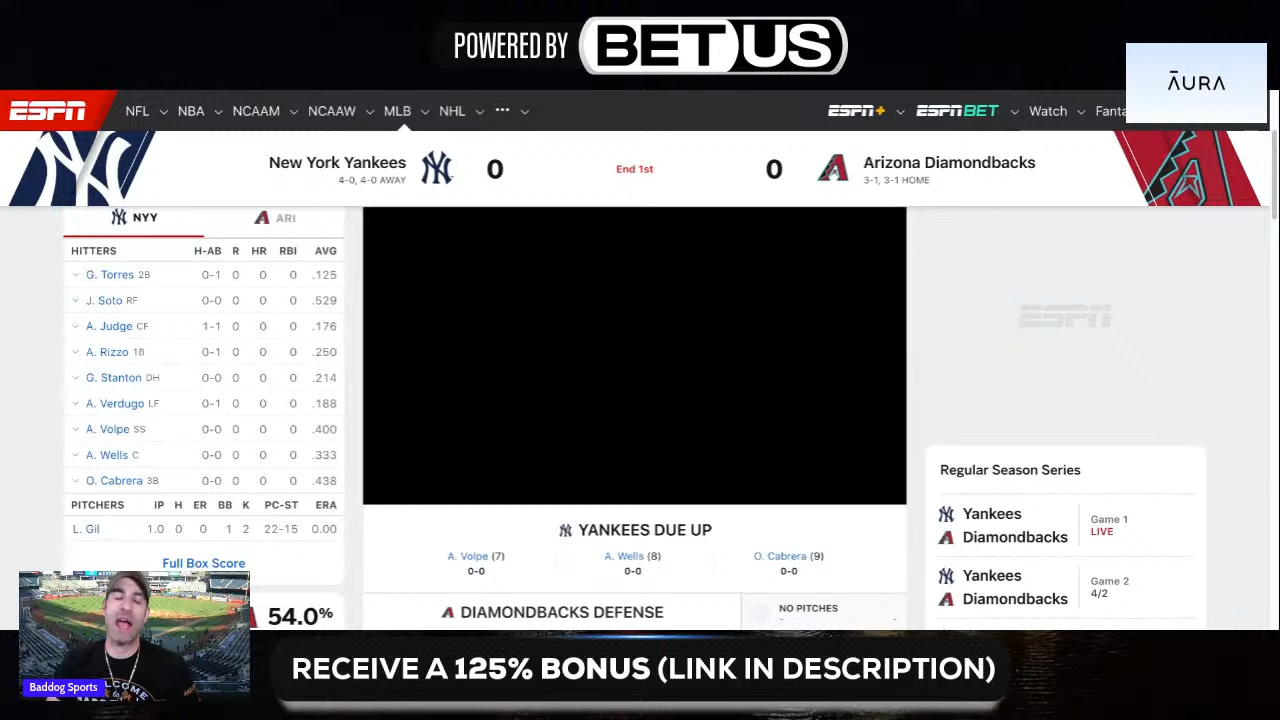 POWERED BY BETUS
ĀURA
ESPN NFL NBA NCAAM NCAAW MLB NHL ••• ESPN+ ESPN BET Watch Fanta
New York Yankees 0 End 1st 0 Arizona Diamondbacks
4-0, 4-0 AWAY 3-1, 3-1 HOME
NYY ARI
HITTERS H-AB R HR RBI AVG
G. Torres 2B 0-1 0 0 0 .125
J. Soto RF 0-0 0 0 0 .529
A. Judge CF 1-1 0 0 0 .176
A. Rizzo 1B 0-1 0 0 0 .250
G. Stanton DH 0-0 0 0 0 .214
A. Verdugo LF 0-1 0 0 0 .188
A. Volpe SS 0-0 0 0 0 .400
A. Wells C 0-0 0 0 0 .333
O. Cabrera 3B 0-0 0 0 0 .438
PITCHERS IP H ER BB K PC-ST ERA
L. Gil 1.0 0 0 1 2 22-15 0.00
Full Box Score
54.0%
YANKEES DUE UP
A. Volpe (7) A. Wells (8) O. Cabrera (9)
0-0 0-0 0-0
DIAMONDBACKS DEFENSE NO PITCHES
ESPN
Regular Season Series
Yankees Game 1
Diamondbacks LIVE
Yankees Game 2
Diamondbacks 4/2
Baddog Sports
RECEIVE A 125% BONUS (LINK IN DESCRIPTION)